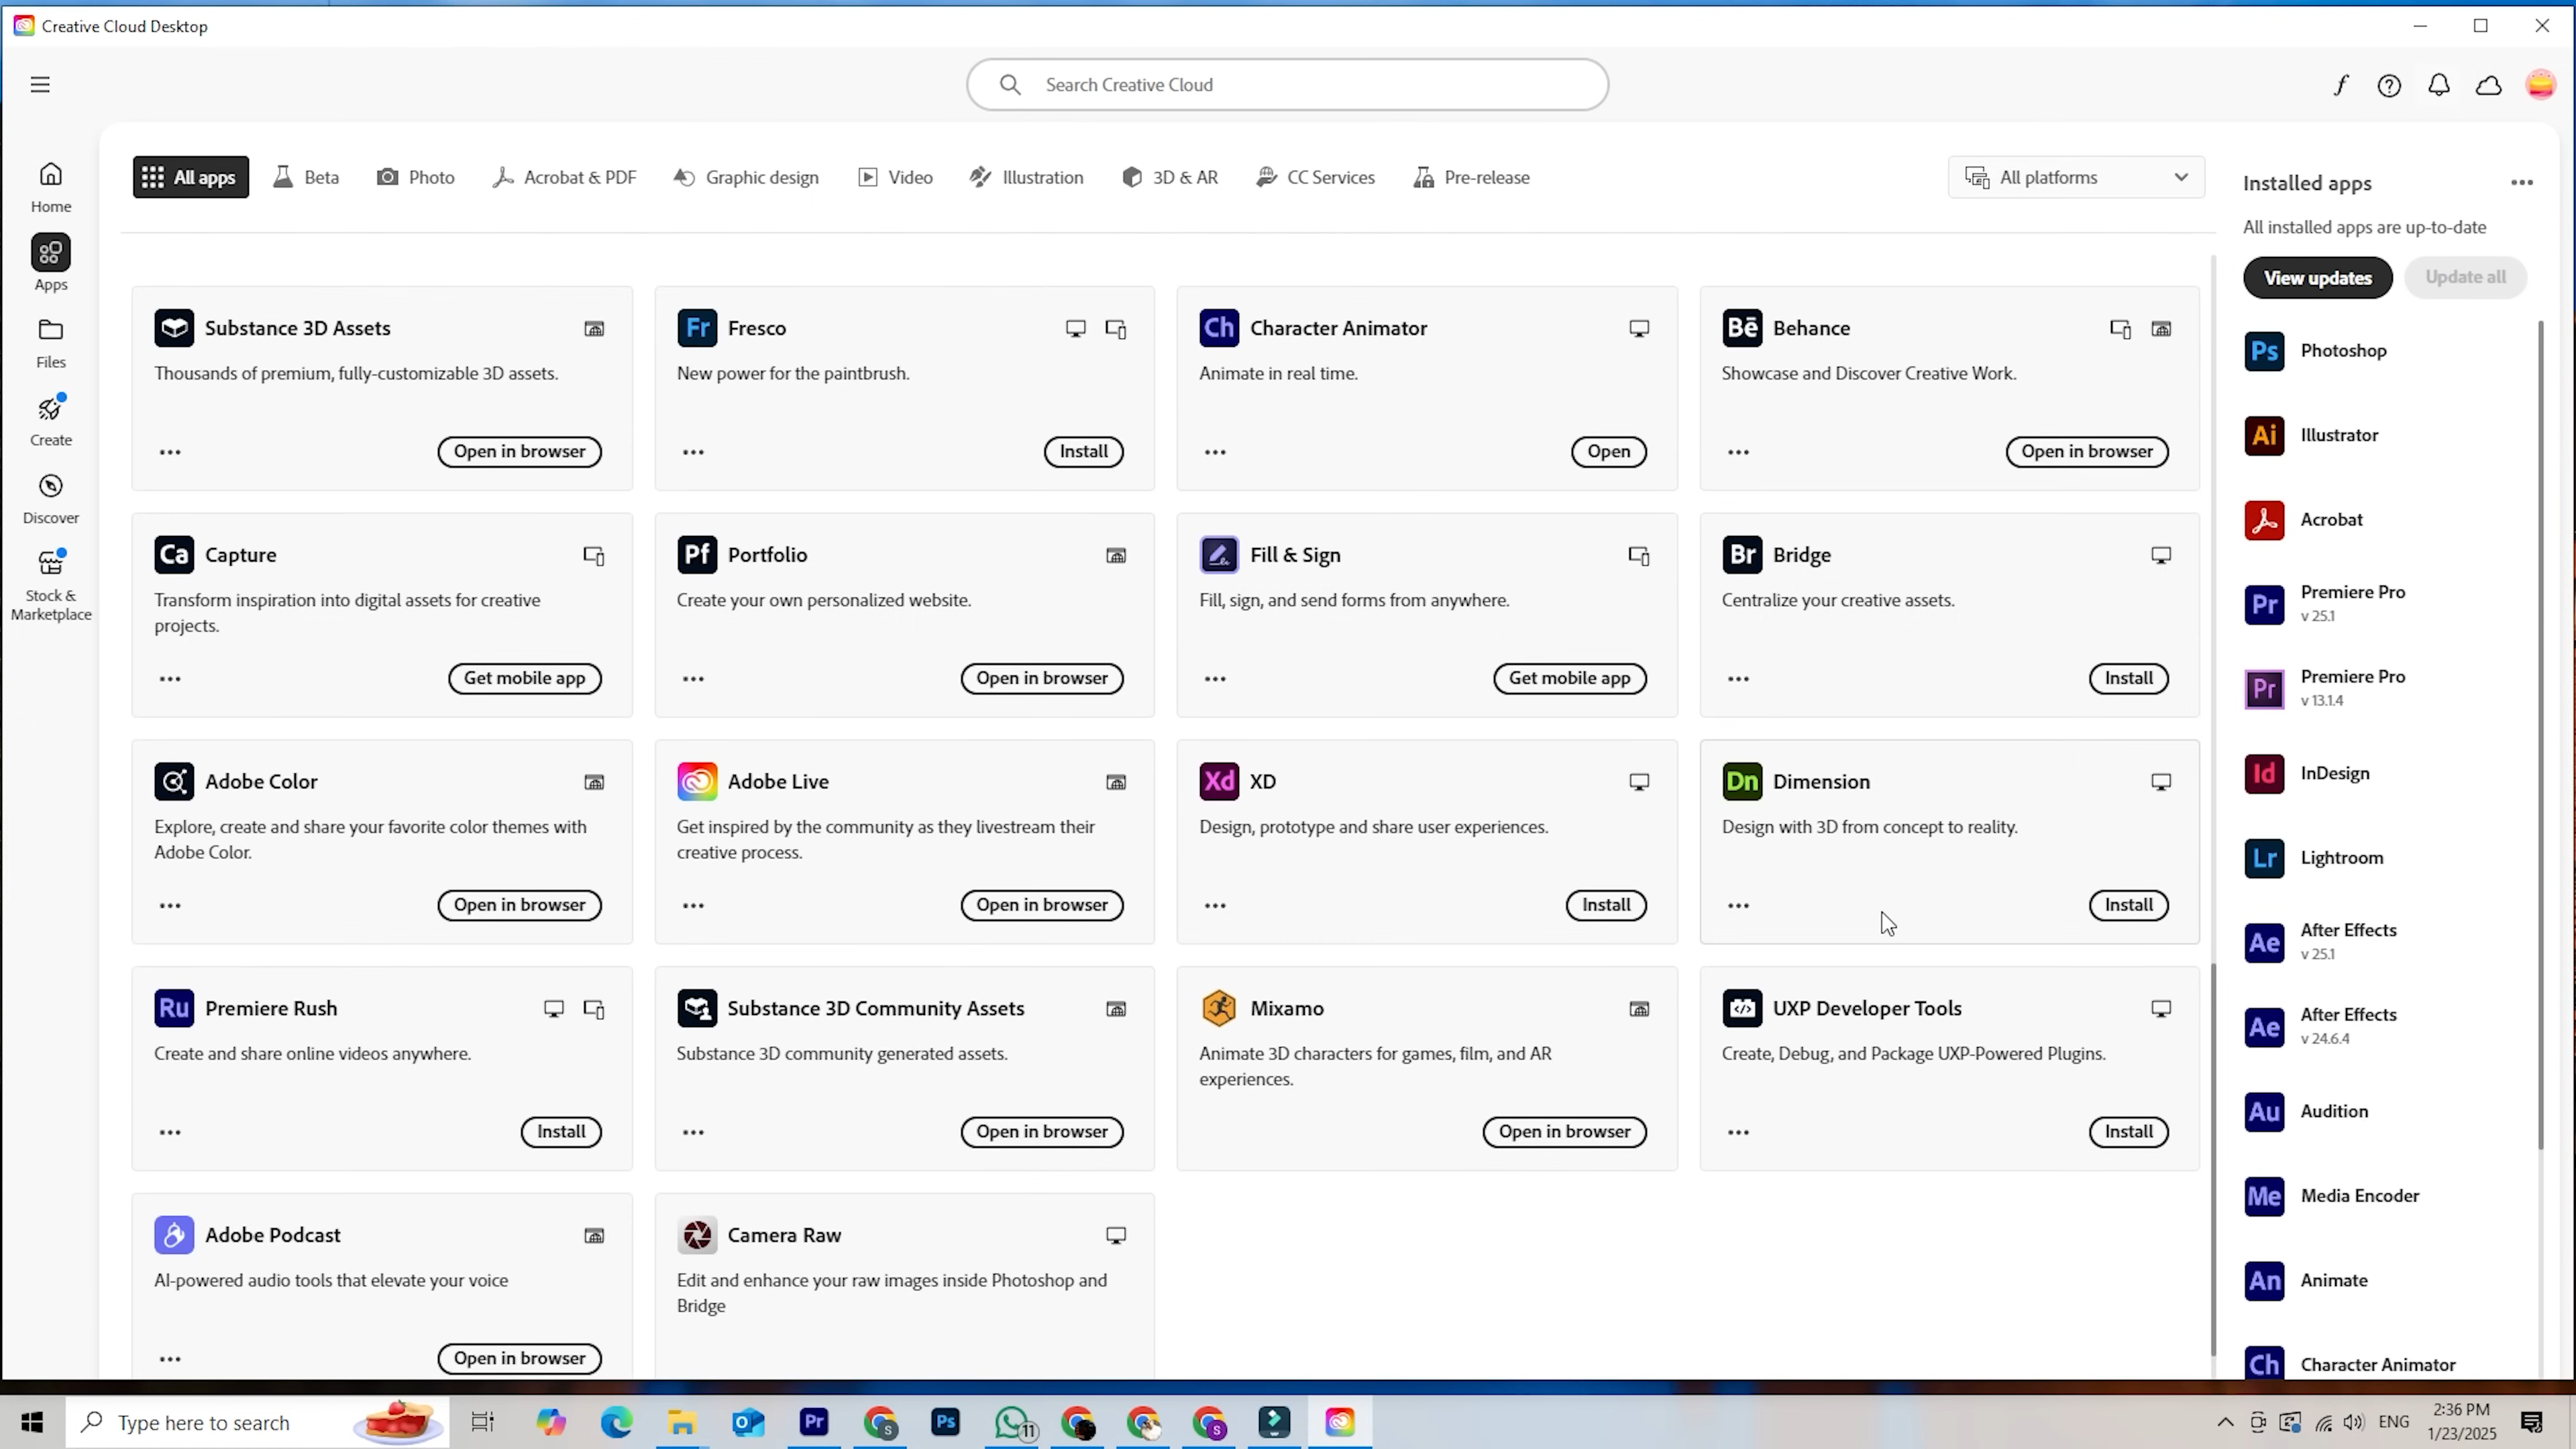 Creative Cloud Desktop
Search Creative Cloud
Home
Apps
Files
Create
Discover
Stock &
Marketplace
All apps
Beta
Photo
Acrobat & PDF
Graphic design
Video
Illustration
3D & AR
CC Services
Pre-release
All platforms
Substance 3D Assets
Thousands of premium, fully-customizable 3D assets.
Open in browser
Fr
Fresco
New power for the paintbrush.
Install
Ch
Character Animator
Animate in real time.
Open
Bē
Behance
Showcase and Discover Creative Work.
Open in browser
Ca
Capture
Transform inspiration into digital assets for creative
projects.
Get mobile app
Pf
Portfolio
Create your own personalized website.
Open in browser
Fill & Sign
Fill, sign, and send forms from anywhere.
Get mobile app
Br
Bridge
Centralize your creative assets.
Install
Adobe Color
Explore, create and share your favorite color themes with
Adobe Color.
Open in browser
Adobe Live
Get inspired by the community as they livestream their
creative process.
Open in browser
Xd
XD
Design, prototype and share user experiences.
Install
Dn
Dimension
Design with 3D from concept to reality.
Install
Ru
Premiere Rush
Create and share online videos anywhere.
Install
Substance 3D Community Assets
Substance 3D community generated assets.
Open in browser
Mixamo
Animate 3D characters for games, film, and AR
experiences.
Open in browser
UXP Developer Tools
Create, Debug, and Package UXP-Powered Plugins.
Install
Adobe Podcast
AI-powered audio tools that elevate your voice
Open in browser
Camera Raw
Edit and enhance your raw images inside Photoshop and
Bridge
Installed apps
All installed apps are up-to-date
View updates
Update all
Ps
Photoshop
Ai
Illustrator
Acrobat
Pr
Premiere Pro
v 25.1
Pr
Premiere Pro
v 13.1.4
Id
InDesign
Lr
Lightroom
Ae
After Effects
v 25.1
Ae
After Effects
v 24.6.4
Au
Audition
Me
Media Encoder
An
Animate
Ch
Character Animator
Type here to search
Pr
S
Ps
11
S
ENG
2:36 PM
1/23/2025